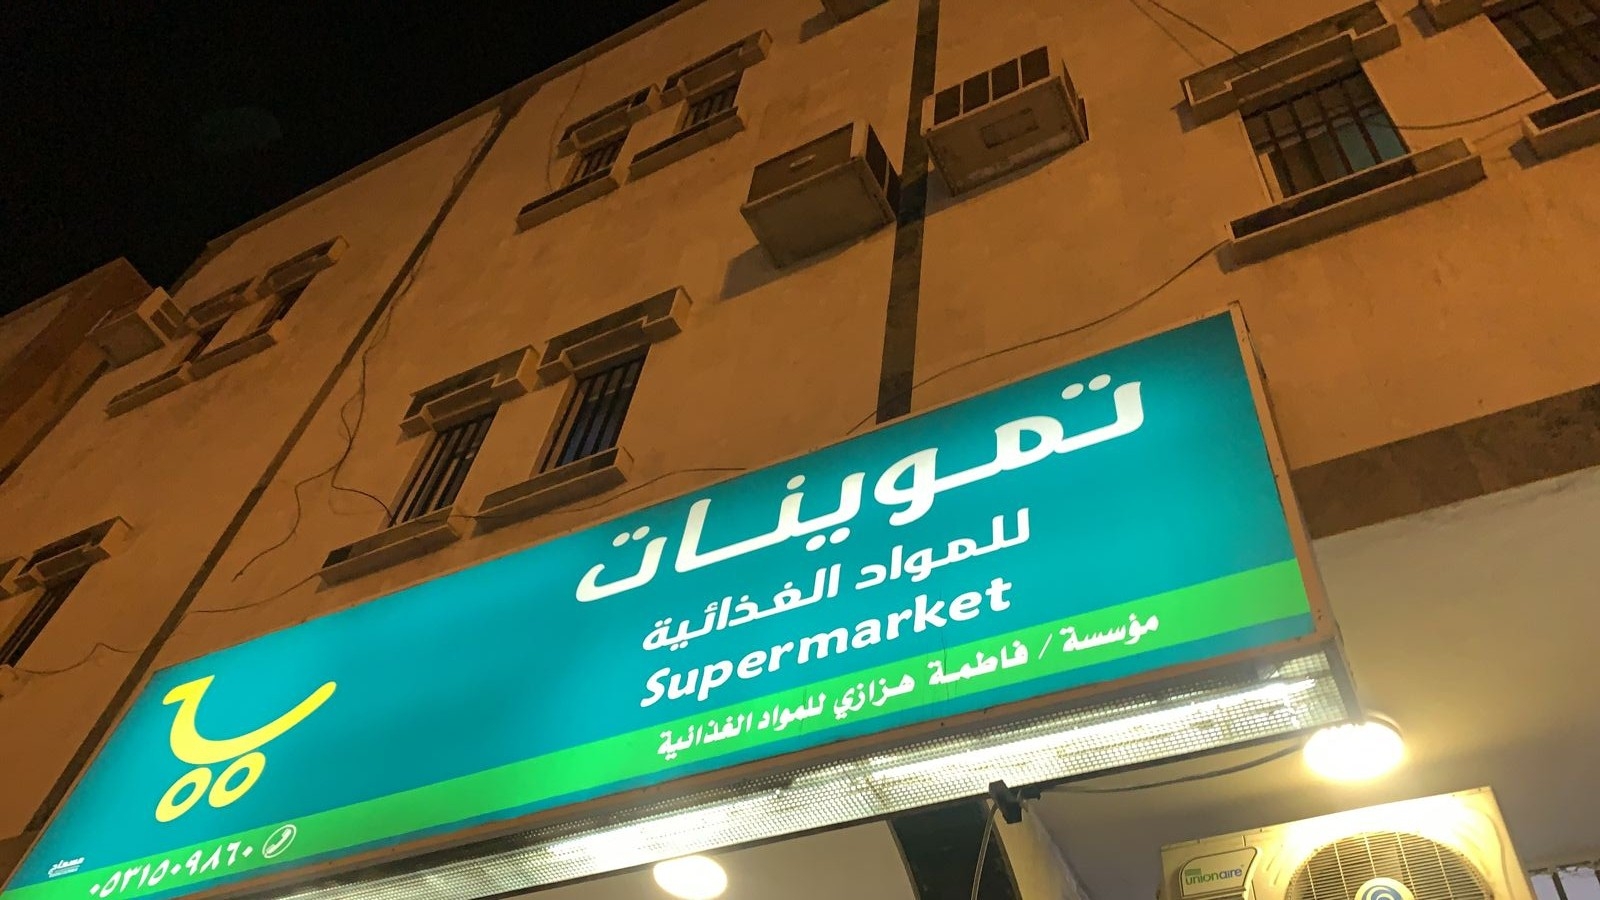 تموينات
للمواد الغذائية
Supermarket
مؤسسة / فاطمة هزازي للمواد الغذائية
٠٥٣١٥٠٩٨٦٠
unionaire